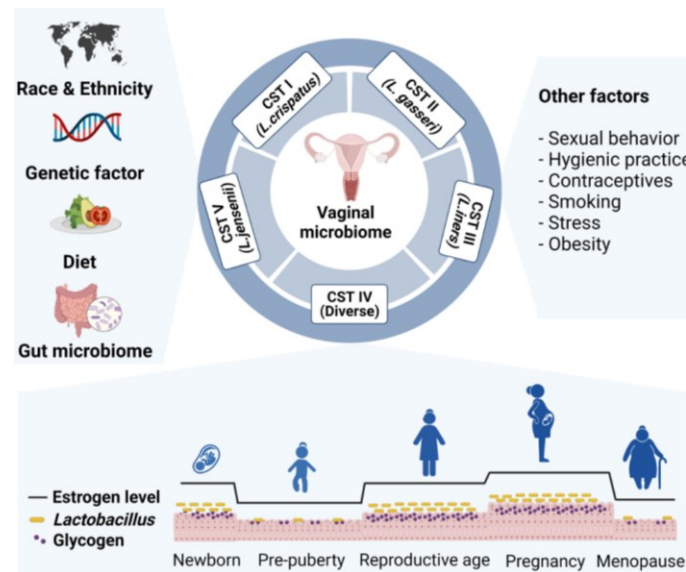 Race & Ethnicity
Genetic factor
Diet
Gut microbiome
CST I
(L.crispatus)
CST II
(L. gasseri)
CST III
(L.iners)
CST IV
(Diverse)
CST V
(L.jensenii)
Vaginal
microbiome
Other factors
- Sexual behavior
- Hygienic practice
- Contraceptives
- Smoking
- Stress
- Obesity
Estrogen level
Lactobacillus
Glycogen
Newborn Pre-puberty Reproductive age Pregnancy Menopause